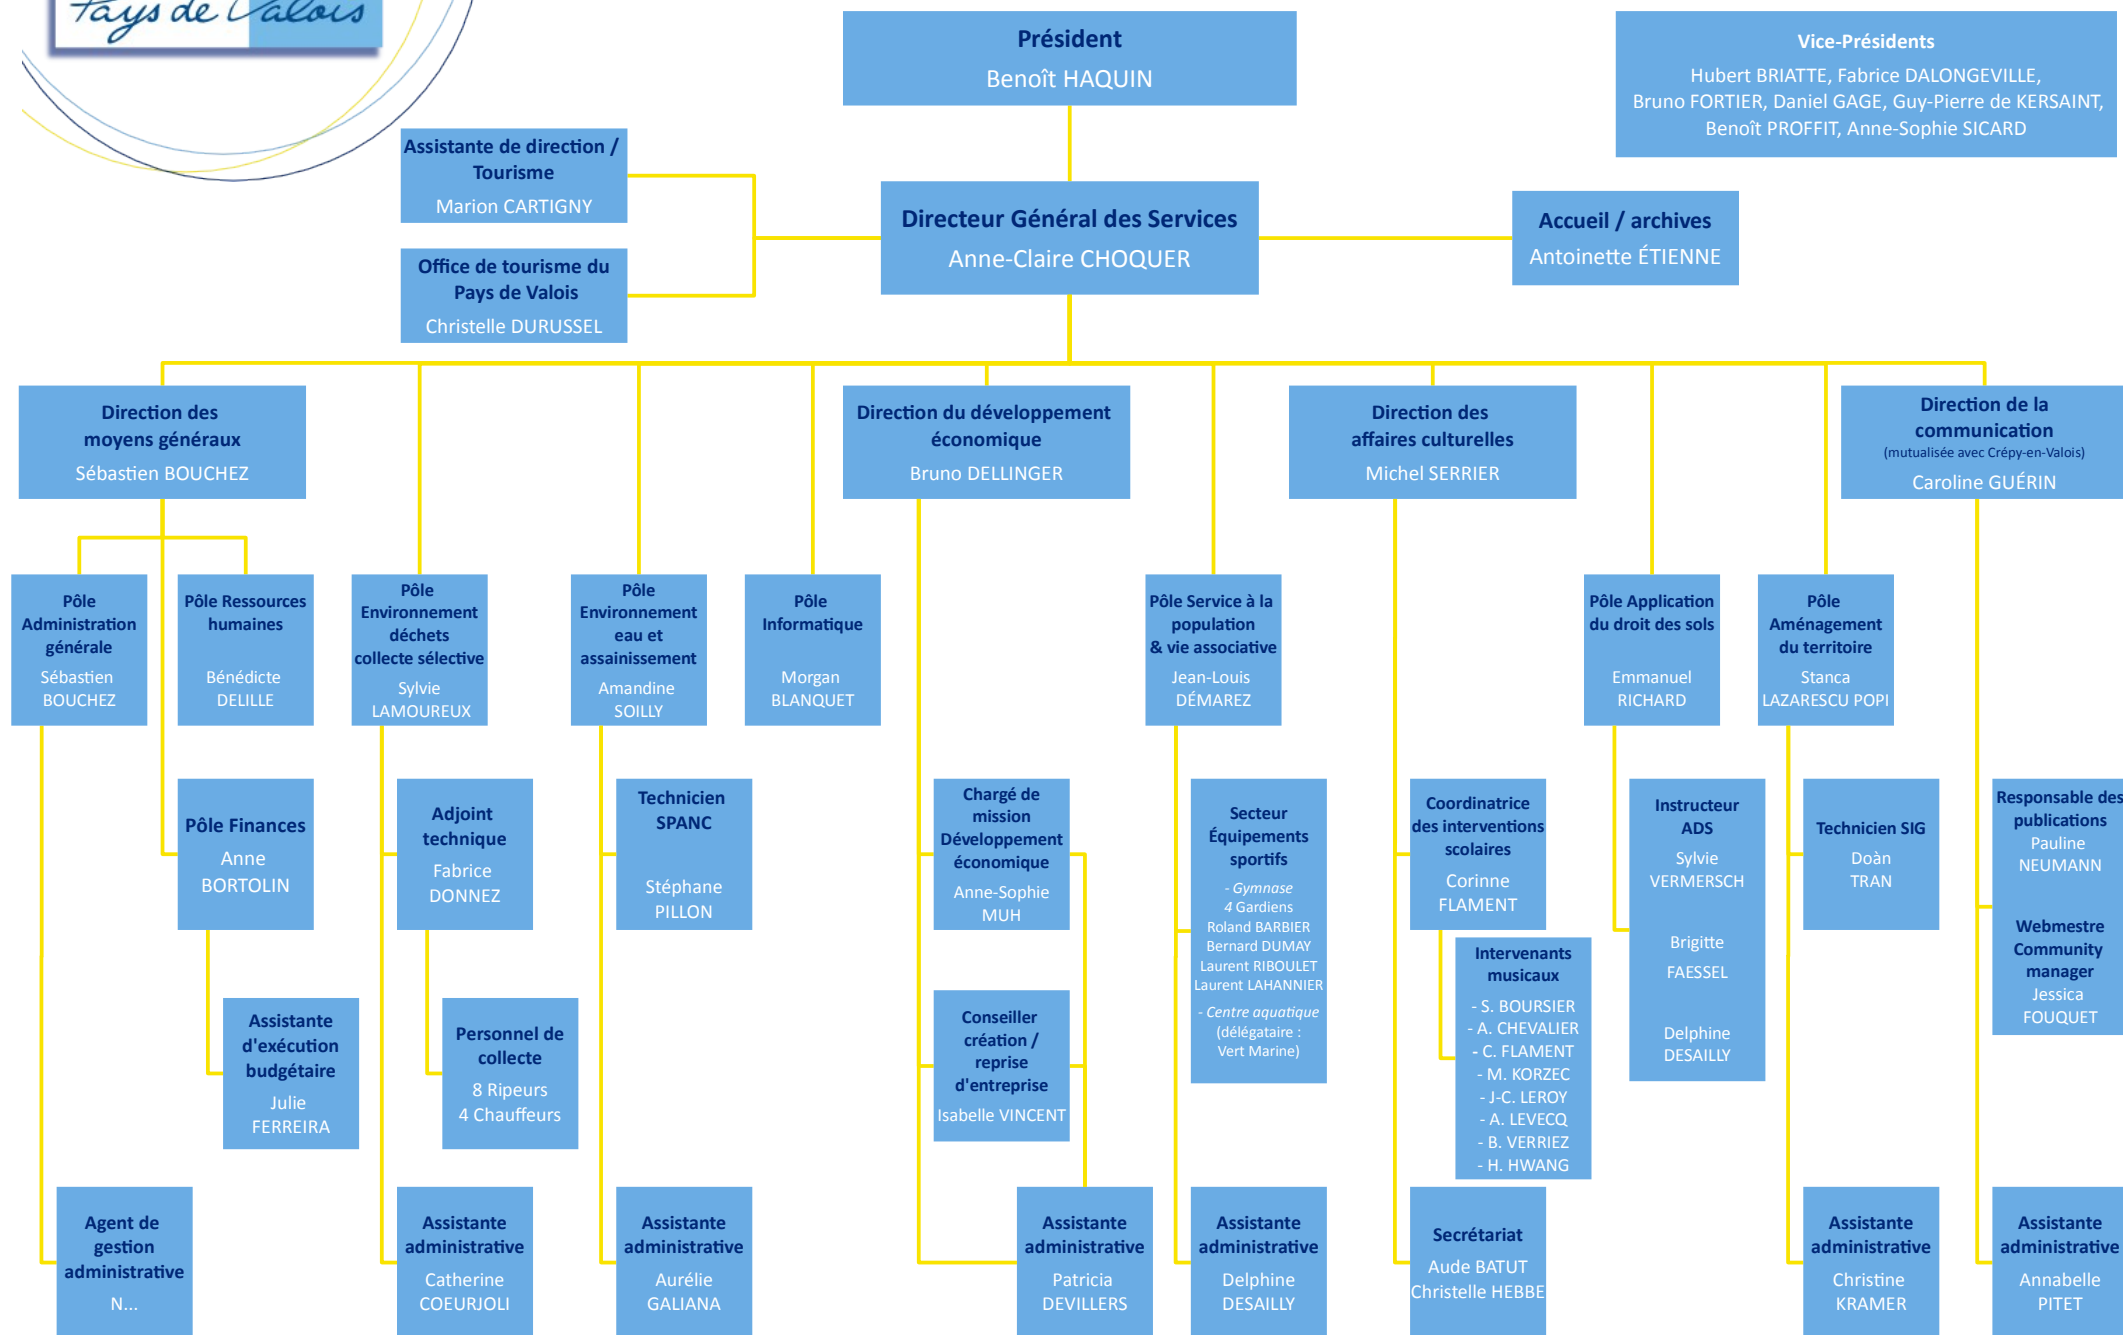 Pays de Valois
Président
Benoît HAQUIN
Vice-Présidents
Hubert BRIATTE, Fabrice DALONGEVILLE,
Bruno FORTIER, Daniel GAGE, Guy-Pierre de KERSAINT,
Benoît PROFFIT, Anne-Sophie SICARD
Assistante de direction /
Tourisme
Marion CARTIGNY
Directeur Général des Services
Anne-Claire CHOQUER
Accueil / archives
Antoinette ÉTIENNE
Office de tourisme du
Pays de Valois
Christelle DURUSSEL
Direction des
moyens généraux
Sébastien BOUCHEZ
Direction du développement
économique
Bruno DELLINGER
Direction des
affaires culturelles
Michel SERRIER
Direction de la
communication
(mutualisée avec Crépy-en-Valois)
Caroline GUÉRIN
Pôle
Administration
générale
Sébastien
BOUCHEZ
Pôle Ressources
humaines
Bénédicte
DELILLE
Pôle
Environnement
déchets
collecte sélective
Sylvie
LAMOUREUX
Pôle
Environnement
eau et
assainissement
Amandine
SOILLY
Pôle
Informatique
Morgan
BLANQUET
Pôle Service à la
population
& vie associative
Jean-Louis
DÉMAREZ
Pôle Application
du droit des sols
Emmanuel
RICHARD
Pôle
Aménagement
du territoire
Stanca
LAZARESCU POPI
Pôle Finances
Anne
BORTOLIN
Adjoint
technique
Fabrice
DONNEZ
Technicien
SPANC
Stéphane
PILLON
Chargé de
mission
Développement
économique
Anne-Sophie
MUH
Secteur
Équipements
sportifs
- Gymnase
4 Gardiens
Roland BARBIER
Bernard DUMAY
Laurent RIBOULET
Laurent LAHANNIER
- Centre aquatique
(délégataire :
Vert Marine)
Coordinatrice
des interventions
scolaires
Corinne
FLAMENT
Instructeur
ADS
Sylvie
VERMERSCH
Brigitte
FAESSEL
Delphine
DESAILLY
Technicien SIG
Doàn
TRAN
Responsable des
publications
Pauline
NEUMANN
Webmestre
Community
manager
Jessica
FOUQUET
Assistante
d'exécution
budgétaire
Julie
FERREIRA
Personnel de
collecte
8 Ripeurs
4 Chauffeurs
Conseiller
création /
reprise
d'entreprise
Isabelle VINCENT
Intervenants
musicaux
- S. BOURSIER
- A. CHEVALIER
- C. FLAMENT
- M. KORZEC
- J-C. LEROY
- A. LEVECQ
- B. VERRIEZ
- H. HWANG
Agent de
gestion
administrative
N...
Assistante
administrative
Catherine
COEURJOLI
Assistante
administrative
Aurélie
GALIANA
Assistante
administrative
Patricia
DEVILLERS
Assistante
administrative
Delphine
DESAILLY
Secrétariat
Aude BATUT
Christelle HEBBE
Assistante
administrative
Christine
KRAMER
Assistante
administrative
Annabelle
PITET